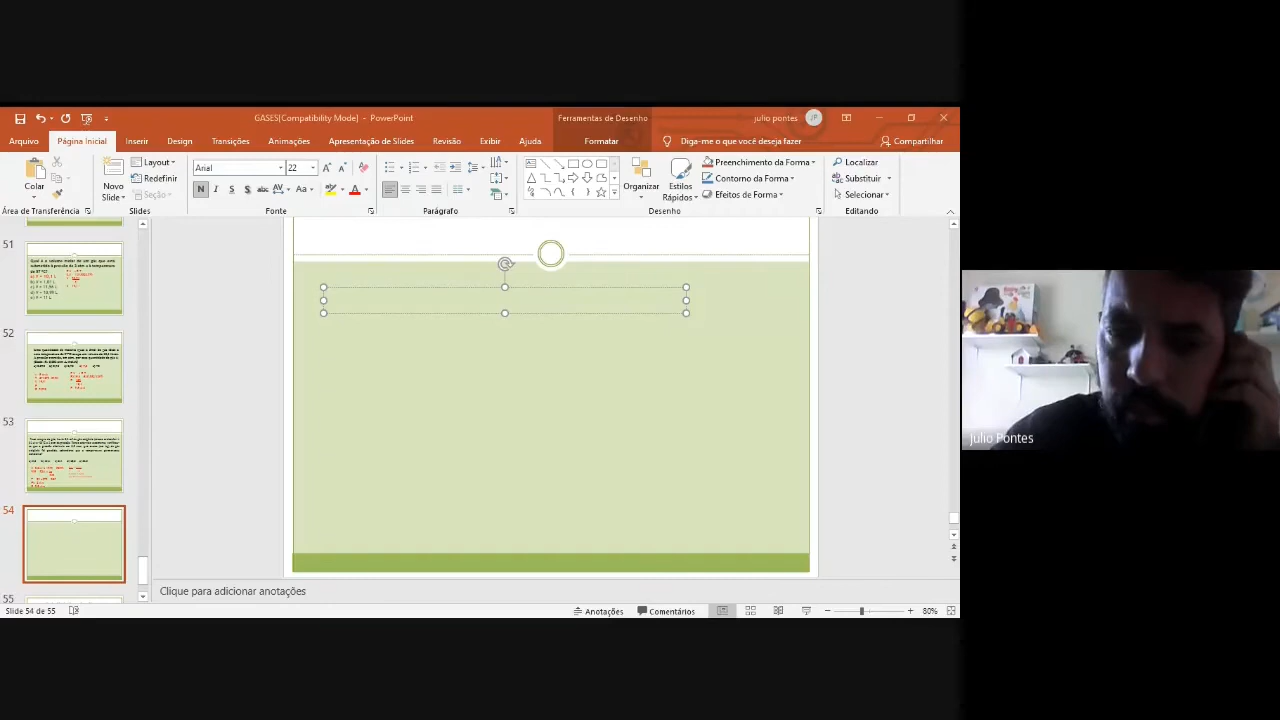 GASES[Compatibility Mode] - PowerPoint
Ferramentas de Desenho
julio pontes
JP
Arquivo
Página Inicial
Inserir
Design
Transições
Animações
Apresentação de Slides
Revisão
Exibir
Ajuda
Formatar
Diga-me o que você deseja fazer
Compartilhar
Colar
Área de Transferência
Novo
Slide
Layout
Redefinir
Seção
Slides
Arial
22
N I S S abc AV Aa A
Fonte
Parágrafo
Organizar
Estilos
Rápidos
Preenchimento da Forma
Contorno da Forma
Efeitos de Forma
Desenho
Localizar
Substituir
Selecionar
Editando
51
52
53
54
55
Clique para adicionar anotações
Slide 54 de 55
Anotações
Comentários
80%
Julio Pontes